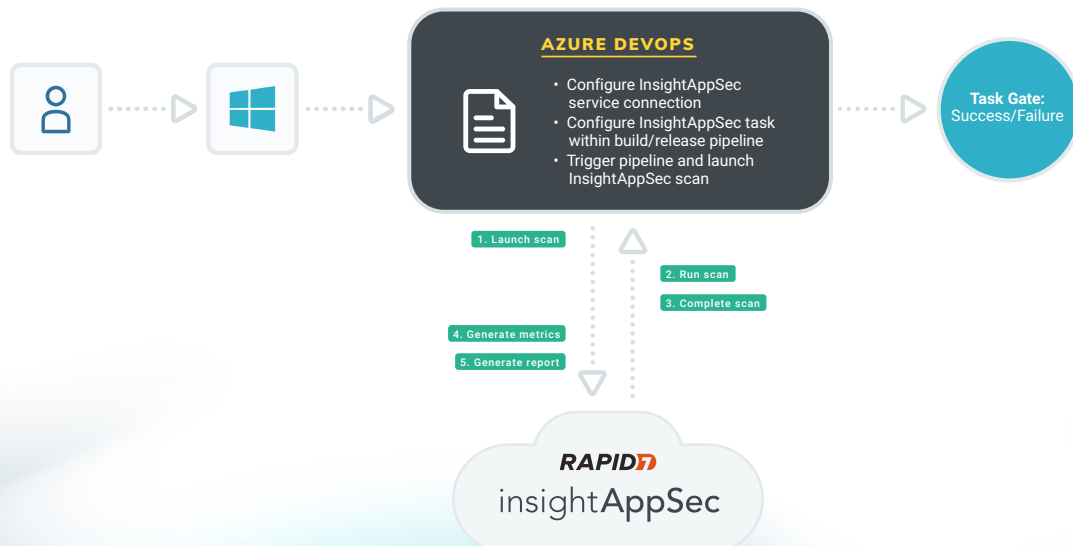 AZURE DEVOPS
• Configure InsightAppSec
service connection
• Configure InsightAppSec task
within build/release pipeline
• Trigger pipeline and launch
InsightAppSec scan
Task Gate:
Success/Failure
1. Launch scan
2. Run scan
3. Complete scan
4. Generate metrics
5. Generate report
RAPID7
insightAppSec